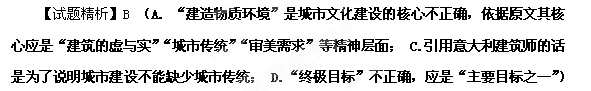 【试题精析】B（A．“建造物质环境”是城市文化建设的核心不正确，依据原文其核
心应是“建筑的虚与实”“城市传统”“审美需求”等精神层面；C.引用意大利建筑师的话
是为了说明城市建设不能缺少城市传统；D.“终极目标”不正确，应是“主要目标之一”）